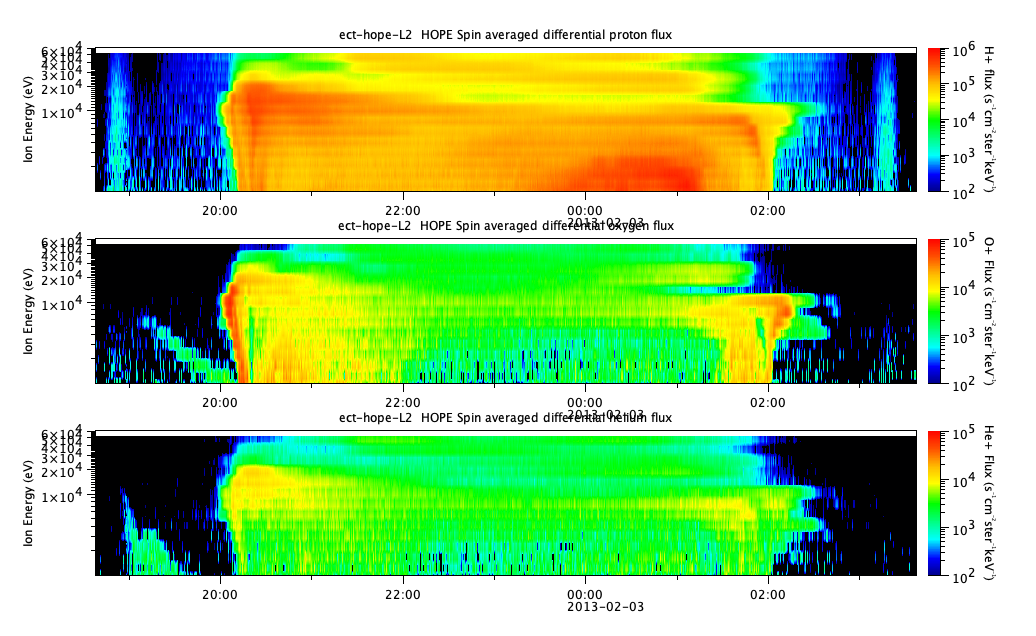 ect-hope-L2 HOPE Spin averaged differential proton flux
6×10⁴
4×10⁴
3×10⁴
2×10⁴
1×10⁴
Ion Energy (eV)
10⁶
10⁵
10⁴
10³
10²
H+ flux (s⁻¹cm⁻²ster⁻¹keV⁻¹)
20:00 22:00 00:00 02:00
2013-02-03
ect-hope-L2 HOPE Spin averaged differential oxygen flux
6×10⁴
4×10⁴
3×10⁴
2×10⁴
1×10⁴
Ion Energy (eV)
10⁵
10⁴
10³
10²
O+ Flux (s⁻¹cm⁻²ster⁻¹keV⁻¹)
20:00 22:00 00:00 02:00
2013-02-03
ect-hope-L2 HOPE Spin averaged differential helium flux
6×10⁴
4×10⁴
3×10⁴
2×10⁴
1×10⁴
Ion Energy (eV)
10⁵
10⁴
10³
10²
He+ Flux (s⁻¹cm⁻²ster⁻¹keV⁻¹)
20:00 22:00 00:00 02:00
2013-02-03